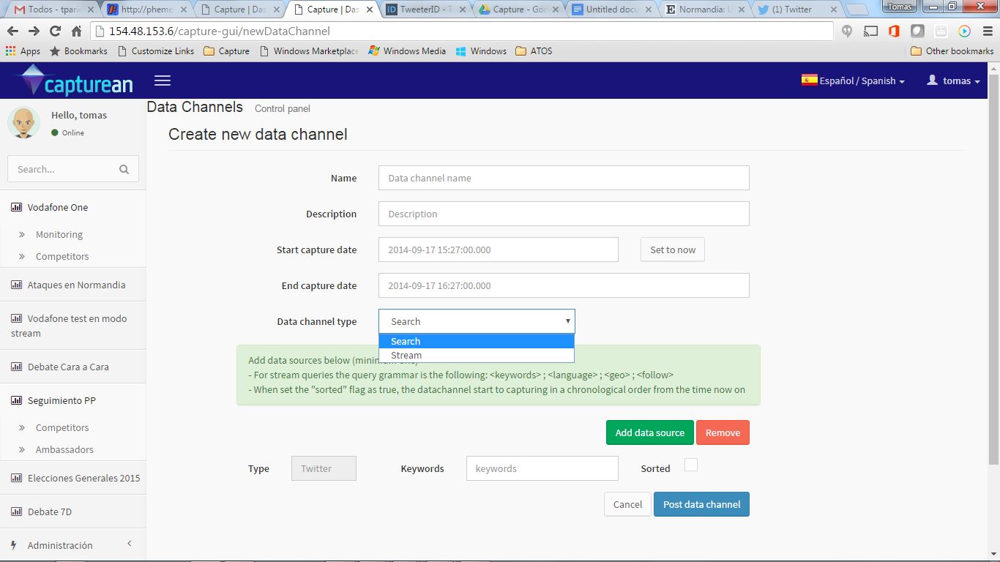 Todos - tparie
http://pheme
Capture | Das
Capture | Das
TweeterID - T
Capture - Goo
Untitled docu
Normandía: U
(1) Twitter
Tomas
154.48.153.6/capture-gui/newDataChannel
Apps
Bookmarks
Customize Links
Capture
Windows Marketplace
Windows Media
Windows
ATOS
Other bookmarks
capturean
Español / Spanish
tomas
Hello, tomas
Online
Search...
Vodafone One
Monitoring
Competitors
Ataques en Normandia
Vodafone test en modo
stream
Debate Cara a Cara
Seguimiento PP
Competitors
Ambassadors
Elecciones Generales 2015
Debate 7D
Administración
Data Channels Control panel
Create new data channel
Name Data channel name
Description Description
Start capture date 2014-09-17 15:27:00.000 Set to now
End capture date 2014-09-17 16:27:00.000
Data channel type Search
Search
Stream
Add data sources below (minimum one)
- For stream queries the query grammar is the following: <keywords> ; <language> ; <geo> ; <follow>
- When set the "sorted" flag as true, the datachannel start to capturing in a chronological order from the time now on
Add data source Remove
Type Twitter Keywords keywords Sorted
Cancel Post data channel